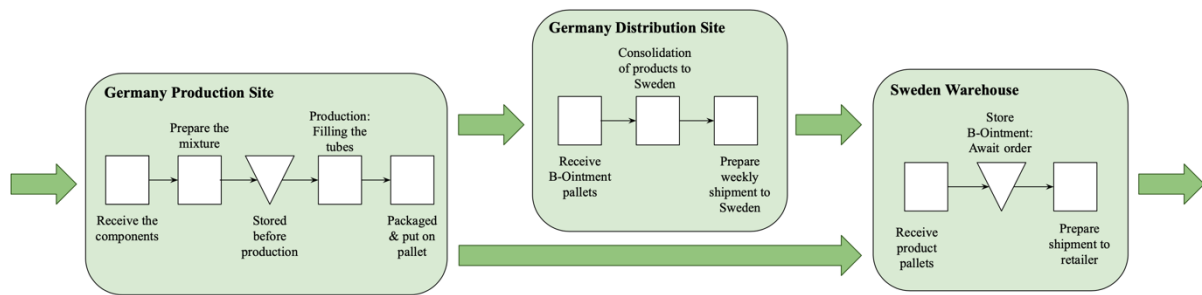 Germany Production Site
Receive the
components
Prepare the
mixture
Stored
before
production
Production:
Filling the
tubes
Packaged
& put on
pallet
Germany Distribution Site
Receive
B-Ointment
pallets
Consolidation
of products to
Sweden
Prepare
weekly
shipment to
Sweden
Sweden Warehouse
Receive
product
pallets
Store
B-Ointment:
Await order
Prepare
shipment to
retailer